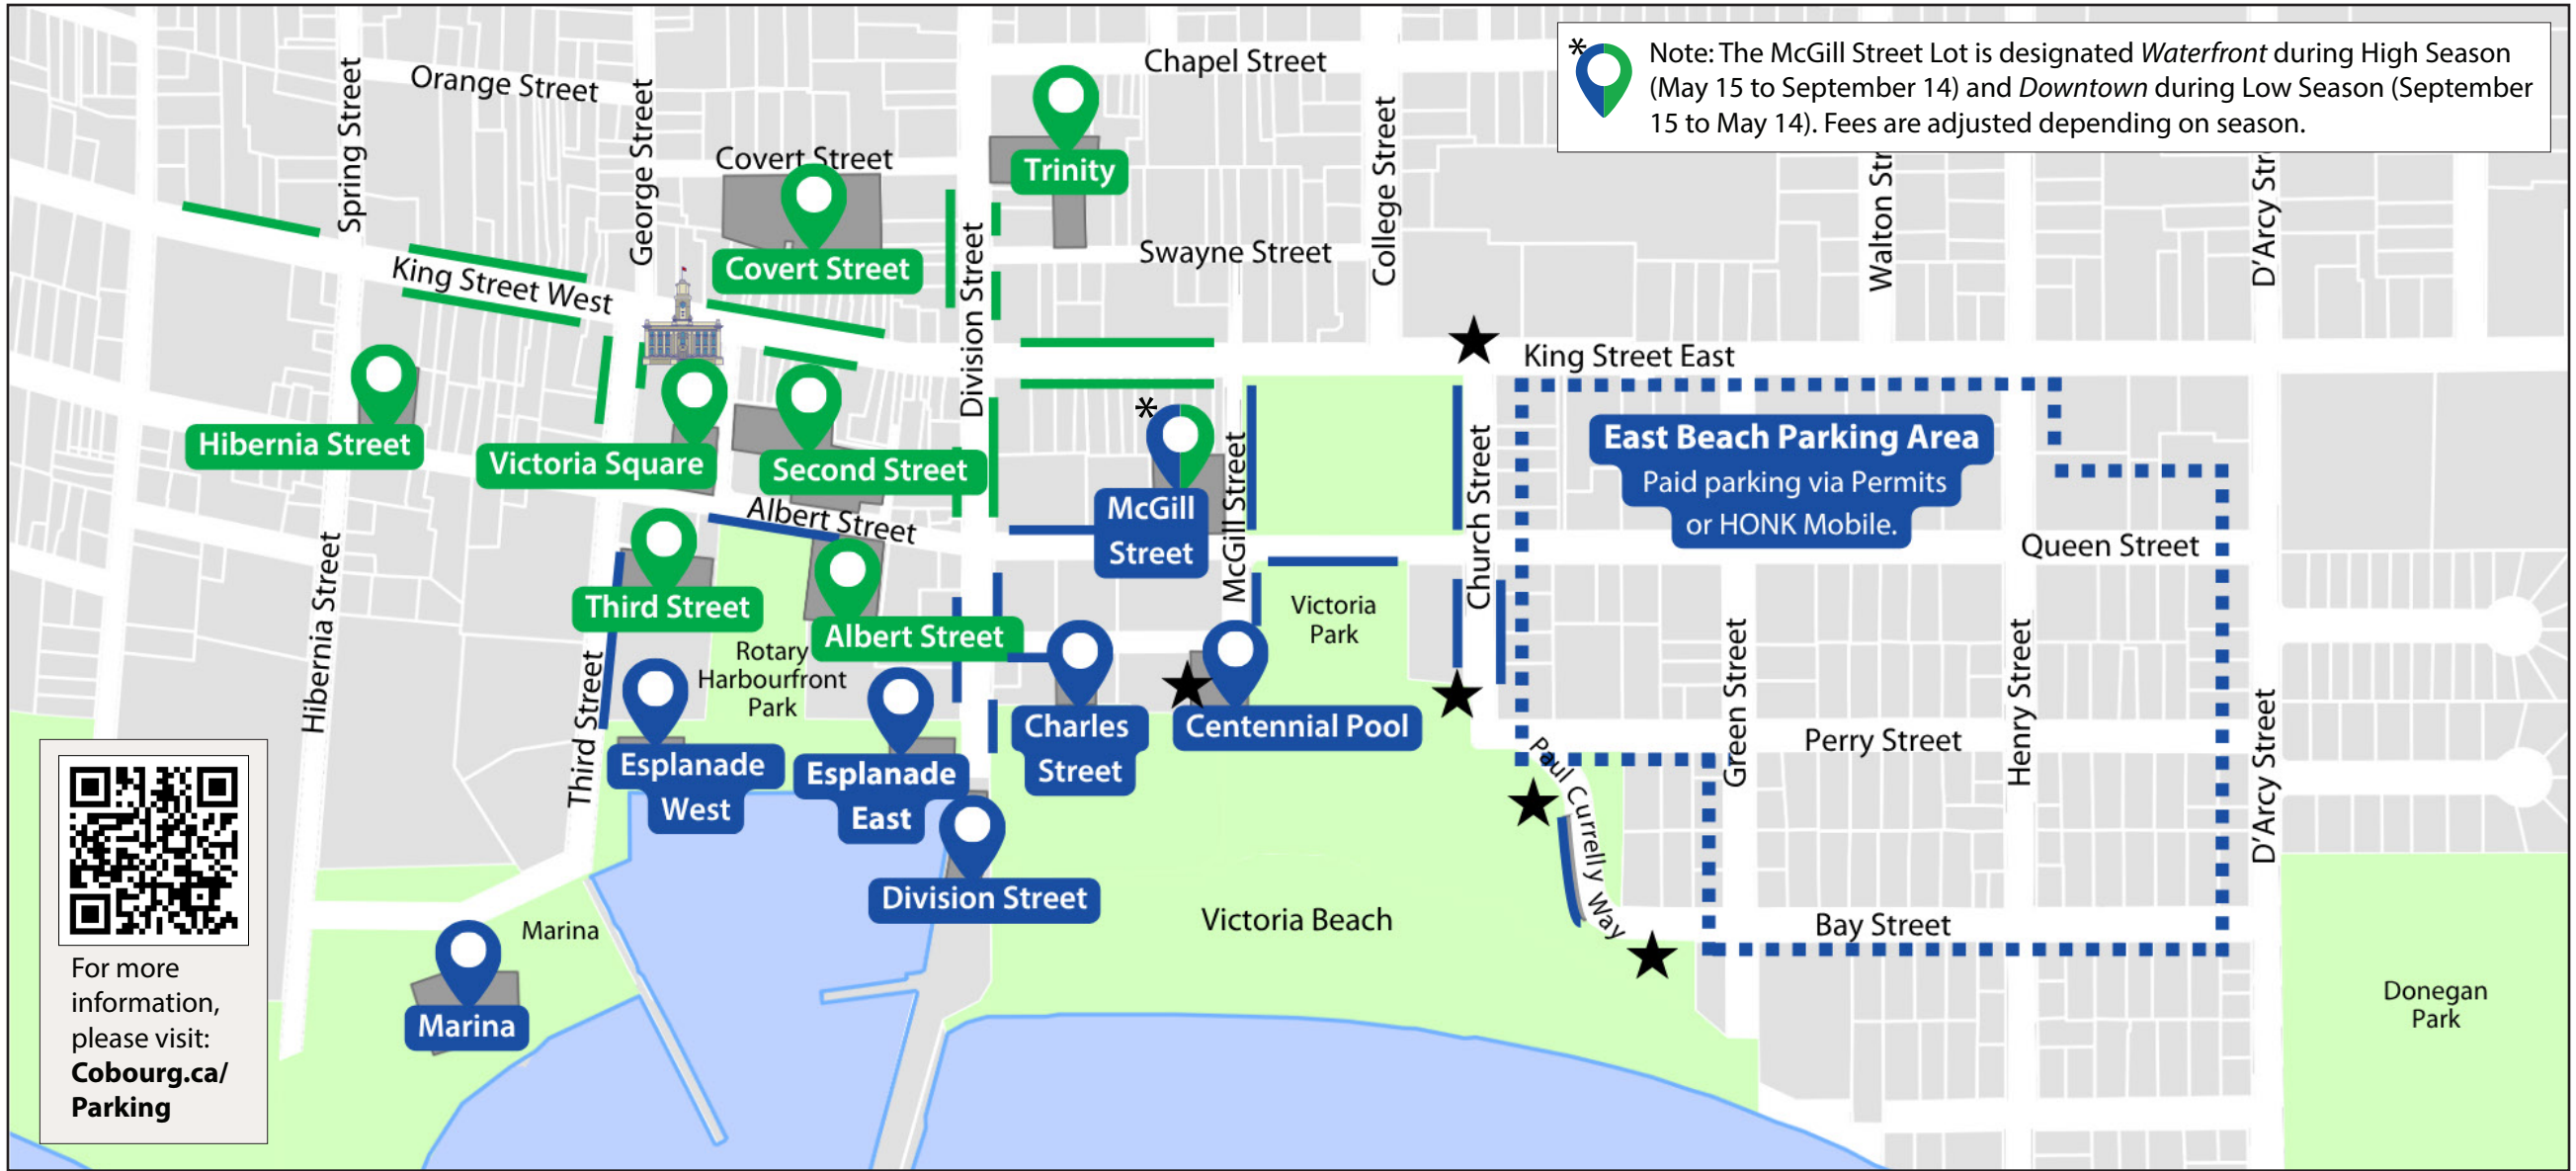 Orange Street
Chapel Street
*
Note: The McGill Street Lot is designated Waterfront during High Season
(May 15 to September 14) and Downtown during Low Season (September
15 to May 14). Fees are adjusted depending on season.
Spring Street
George Street
Covert Street
Trinity
College Street
Walton Str
D'Arcy Stre
Covert Street
Swayne Street
King Street West
Division Street
King Street East
Hibernia Street
Victoria Square
Second Street
*
McGill
Street
McGill Street
Church Street
East Beach Parking Area
Paid parking via Permits
or HONK Mobile.
Albert Street
Queen Street
Third Street
Albert Street
Hibernia Street
Third Street
Rotary
Harbourfront
Park
Victoria
Park
Charles
Street
Centennial Pool
Esplanade
West
Esplanade
East
Green Street
Perry Street
Henry Street
D'Arcy Street
Paul Currelly Way
Division Street
Victoria Beach
Bay Street
Marina
Marina
Donegan
Park
For more
information,
please visit:
Cobourg.ca/
Parking